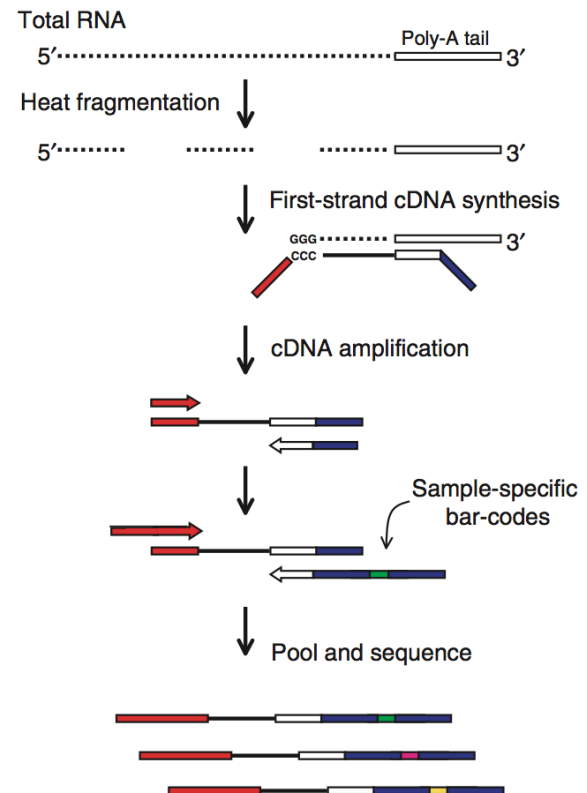 Total RNA
Poly-A tail
5′ 3′
Heat fragmentation
5′ 3′
First-strand cDNA synthesis
GGG 3′
CCC
cDNA amplification
Sample-specific
bar-codes
Pool and sequence